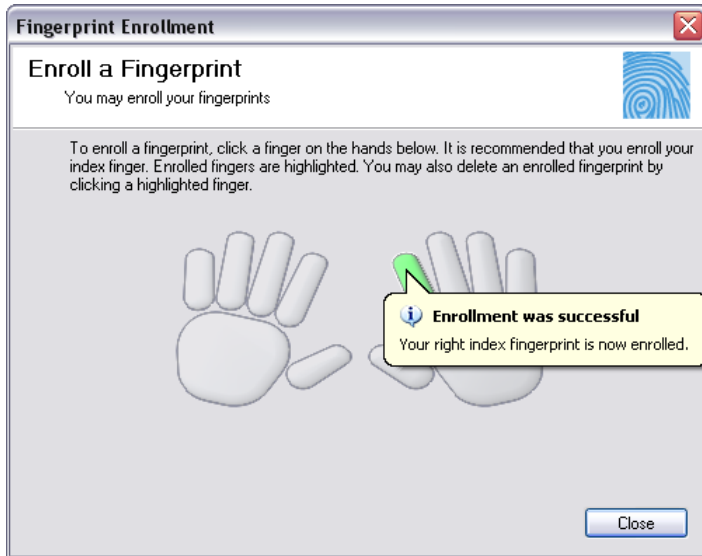 Fingerprint Enrollment
Enroll a Fingerprint
You may enroll your fingerprints
To enroll a fingerprint, click a finger on the hands below. It is recommended that you enroll your
index finger. Enrolled fingers are highlighted. You may also delete an enrolled fingerprint by
clicking a highlighted finger.
Enrollment was successful
Your right index fingerprint is now enrolled.
Close